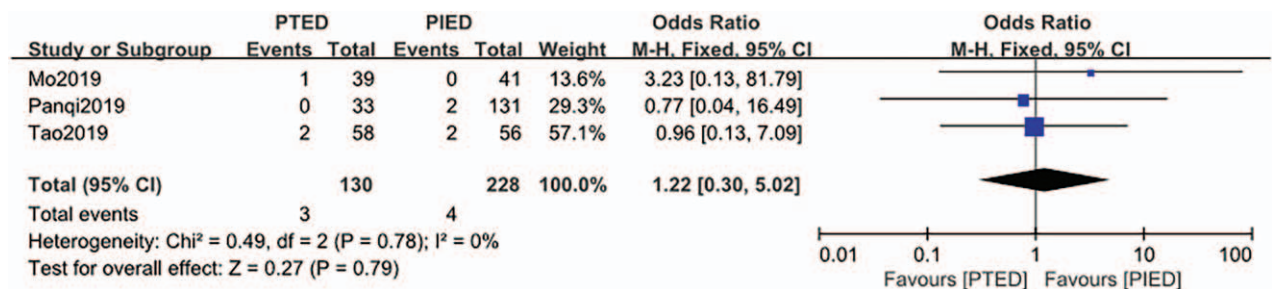 PTED PIED Odds Ratio Odds Ratio
Study or Subgroup Events Total Events Total Weight M-H, Fixed, 95% CI M-H, Fixed, 95% CI
Mo2019 1 39 0 41 13.6% 3.23 [0.13, 81.79]
Panqi2019 0 33 2 131 29.3% 0.77 [0.04, 16.49]
Tao2019 2 58 2 56 57.1% 0.96 [0.13, 7.09]
Total (95% CI) 130 228 100.0% 1.22 [0.30, 5.02]
Total events 3 4
Heterogeneity: Chi² = 0.49, df = 2 (P = 0.78); I² = 0%
Test for overall effect: Z = 0.27 (P = 0.79)
0.01 0.1 1 10 100
Favours [PTED] Favours [PIED]